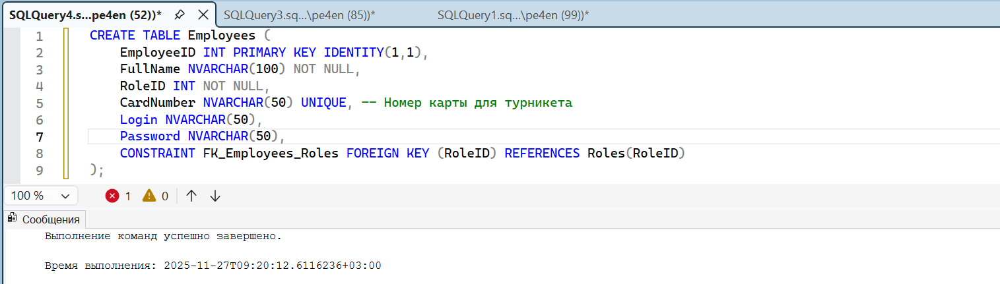 SQLQuery4.s...pe4en (52))* SQLQuery3.sq...\pe4en (85))* SQLQuery1.sq...\pe4en (99))*
1 CREATE TABLE Employees (
2 EmployeeID INT PRIMARY KEY IDENTITY(1,1),
3 FullName NVARCHAR(100) NOT NULL,
4 RoleID INT NOT NULL,
5 CardNumber NVARCHAR(50) UNIQUE, -- Номер карты для турникета
6 Login NVARCHAR(50),
7 Password NVARCHAR(50),
8 CONSTRAINT FK_Employees_Roles FOREIGN KEY (RoleID) REFERENCES Roles(RoleID)
9 );
100 % 1 0
Сообщения
Выполнение команд успешно завершено.
Время выполнения: 2025-11-27T09:20:12.6116236+03:00